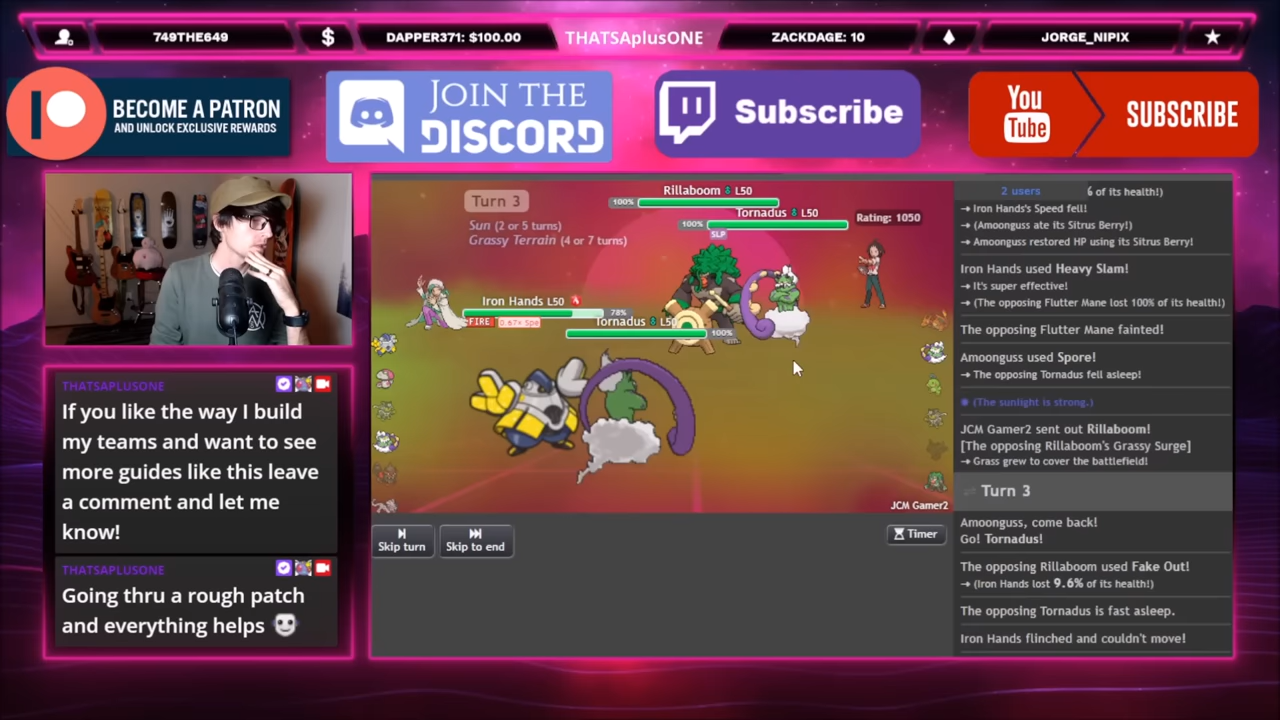 749THE649
$
DAPPER371: $100.00
THATSAplusONE
ZACKDAGE: 10
JORGE_NIPIX
BECOME A PATRON
AND UNLOCK EXCLUSIVE REWARDS
JOIN THE
DISCORD
Subscribe
You
Tube
SUBSCRIBE
THATSAPLUSONE
If you like the way I build
my teams and want to see
more guides like this leave
a comment and let me
know!
THATSAPLUSONE
Going thru a rough patch
and everything helps
Turn 3
Sun (2 or 5 turns)
Grassy Terrain (4 or 7 turns)
Rillaboom L50
100%
Tornadus L50
100%
SLP
Rating: 1050
Iron Hands L50
78%
FIRE 0.67× Spe
Tornadus L50
100%
JCM Gamer2
Skip turn
Skip to end
Timer
2 users
6 of its health!)
→ Iron Hands's Speed fell!
→ (Amoonguss ate its Sitrus Berry!)
→ Amoonguss restored HP using its Sitrus Berry!
Iron Hands used Heavy Slam!
→ It's super effective!
→ (The opposing Flutter Mane lost 100% of its health!)
The opposing Flutter Mane fainted!
Amoonguss used Spore!
→ The opposing Tornadus fell asleep!
(The sunlight is strong.)
JCM Gamer2 sent out Rillaboom!
[The opposing Rillaboom's Grassy Surge]
→ Grass grew to cover the battlefield!
Turn 3
Amoonguss, come back!
Go! Tornadus!
The opposing Rillaboom used Fake Out!
→ (Iron Hands lost 9.6% of its health!)
The opposing Tornadus is fast asleep.
Iron Hands flinched and couldn't move!